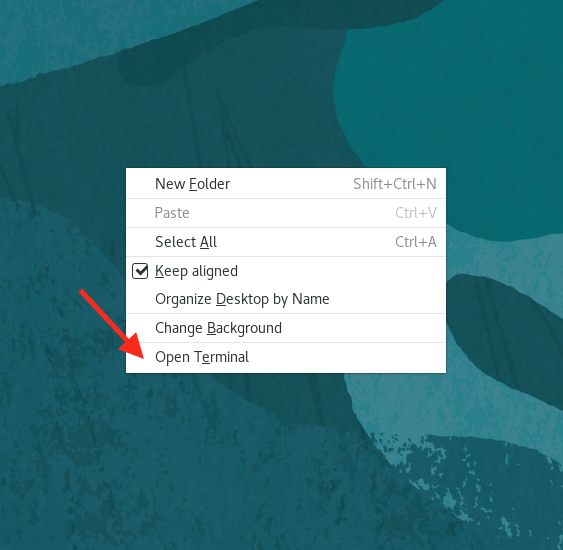 New Folder Shift+Ctrl+N
Paste Ctrl+V
Select All Ctrl+A
Keep aligned
Organize Desktop by Name
Change Background
Open Terminal